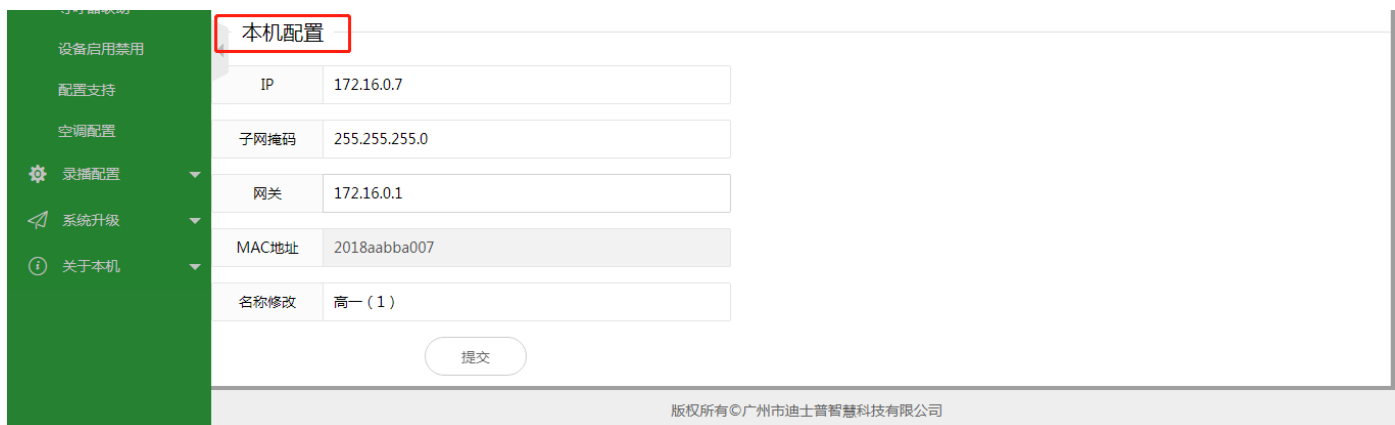 设备启用禁用
配置支持
空调配置
录播配置
系统升级
关于本机
本机配置
IP 172.16.0.7
子网掩码 255.255.255.0
网关 172.16.0.1
MAC地址 2018aabba007
名称修改 高一（1）
提交
版权所有©广州市迪士普智慧科技有限公司